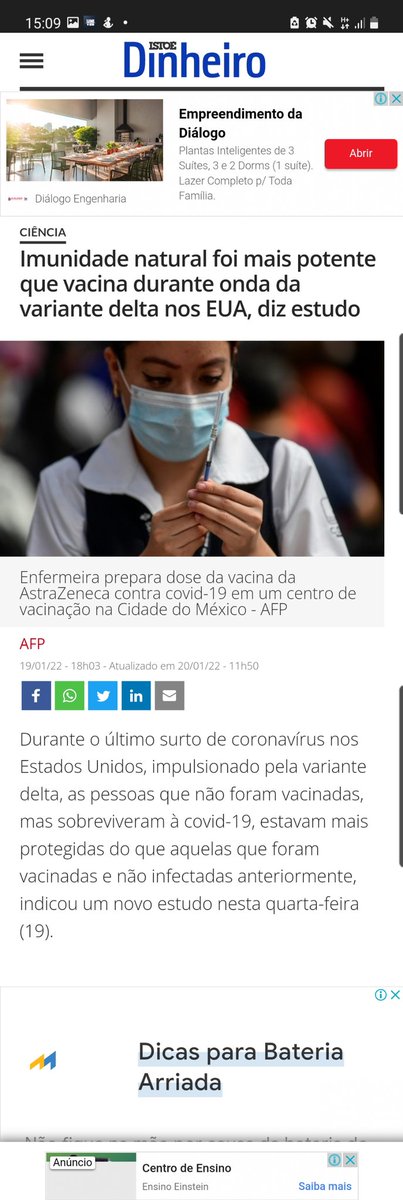 15:09
ISTOÉ
Dinheiro
Empreendimento da
Diálogo
Plantas Inteligentes de 3
Suítes, 3 e 2 Dorms (1 suíte).
Lazer Completo p/ Toda
Família.
Abrir
Diálogo Engenharia
CIÊNCIA
Imunidade natural foi mais potente
que vacina durante onda da
variante delta nos EUA, diz estudo
Enfermeira prepara dose da vacina da
AstraZeneca contra covid-19 em um centro de
vacinação na Cidade do México - AFP
AFP
19/01/22 - 18h03 - Atualizado em 20/01/22 - 11h50
Durante o último surto de coronavírus nos
Estados Unidos, impulsionado pela variante
delta, as pessoas que não foram vacinadas,
mas sobreviveram à covid-19, estavam mais
protegidas do que aquelas que foram
vacinadas e não infectadas anteriormente,
indicou um novo estudo nesta quarta-feira
(19).
Dicas para Bateria
Arriada
Anúncio
Centro de Ensino
Ensino Einstein
Saiba mais